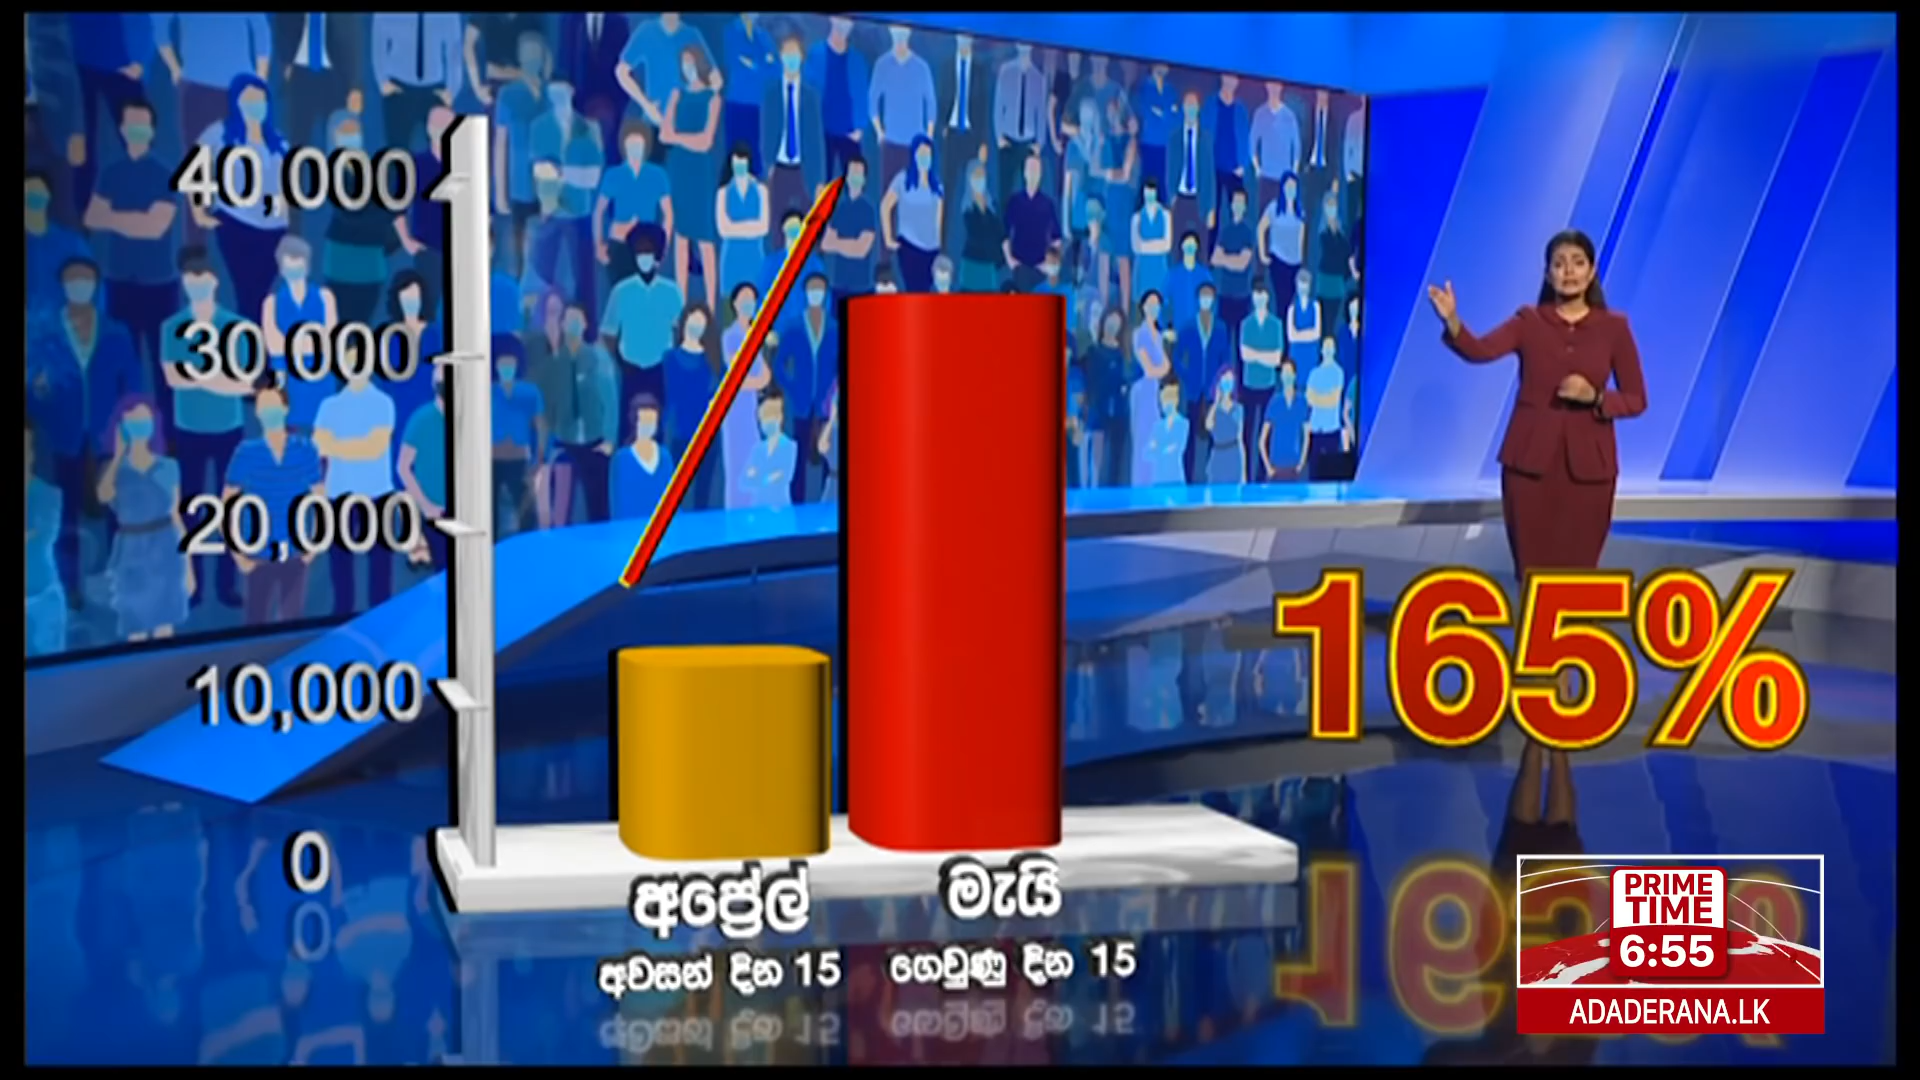 40,000
30,000
20,000
10,000
0
අප්‍රේල්
අවසන් දින 15
මැයි
ගෙවුණු දින 15
165%
PRIME
TIME
6:55
ADADERANA.LK